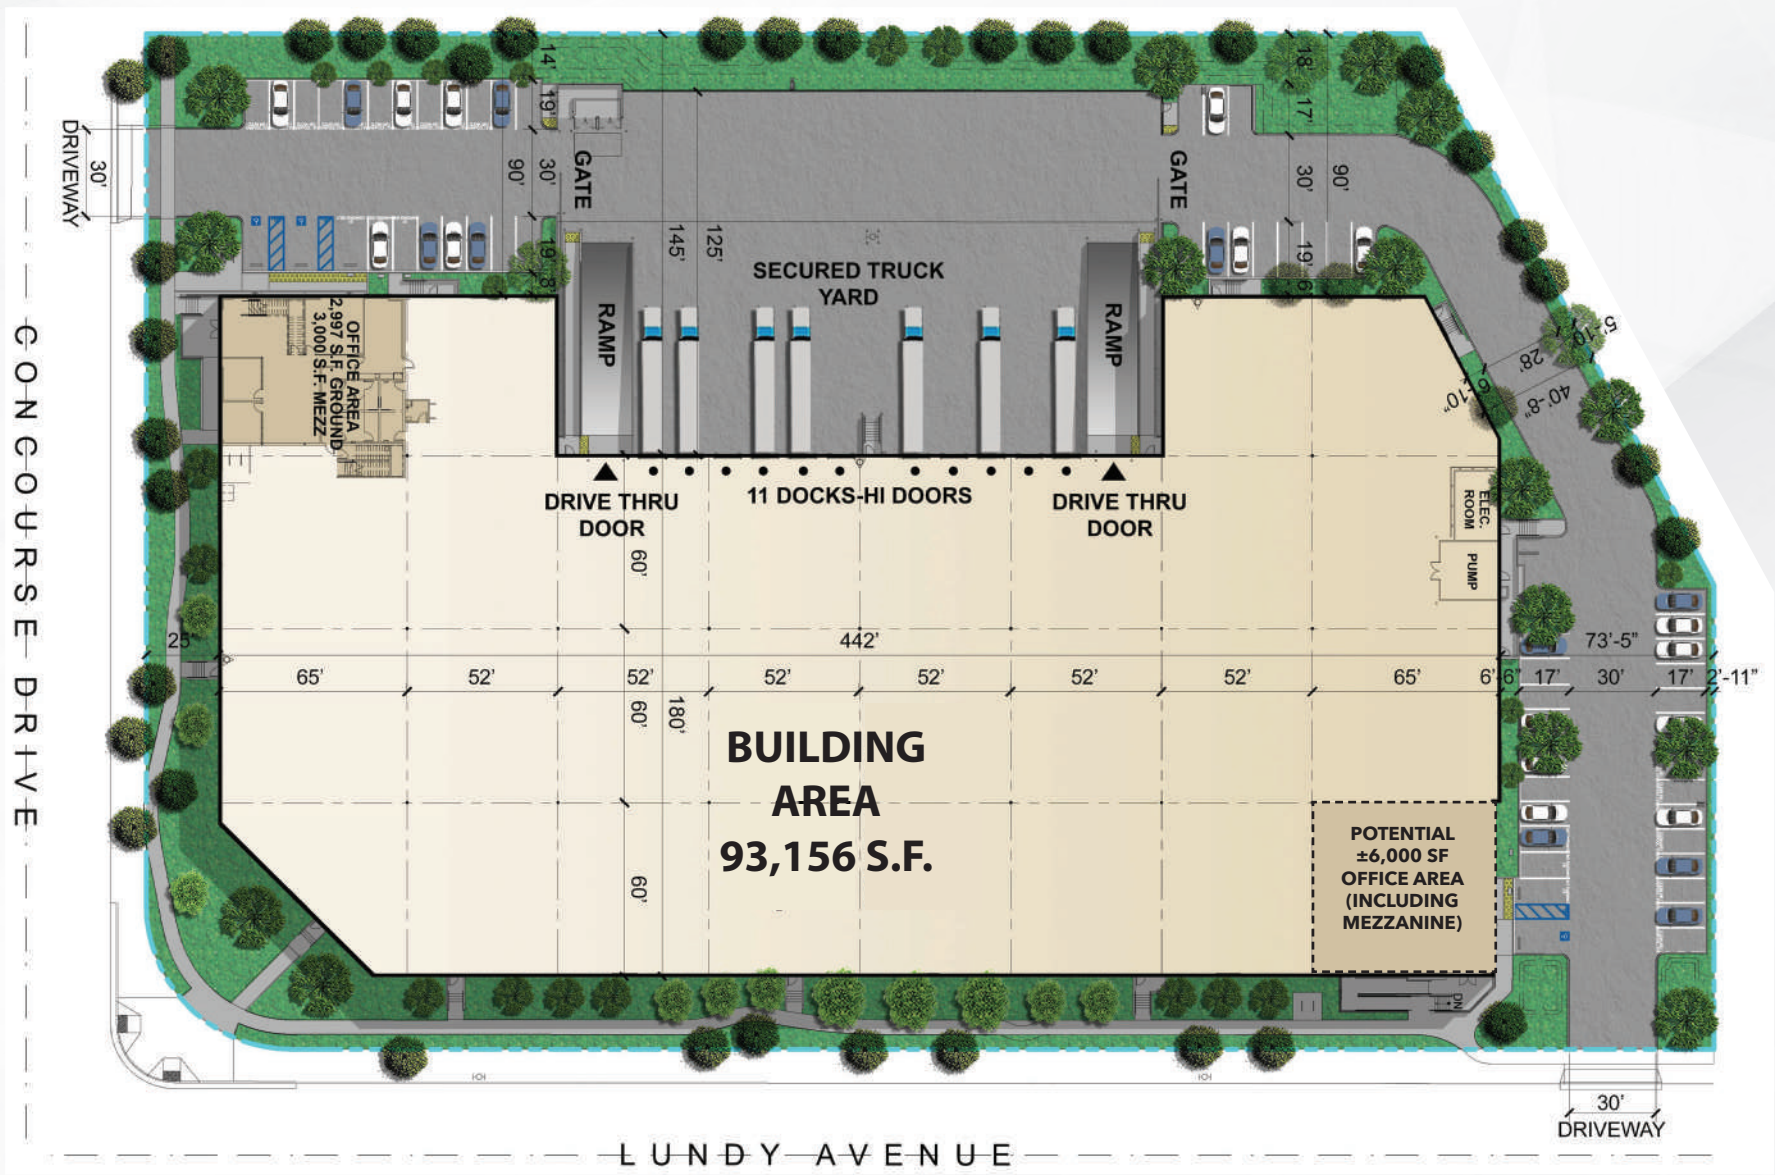 14'
18'
19'
17'
DRIVEWAY
30'
90'
30'
GATE
GATE
30'
90'
145'
125'
19'
8'
19'
6'
SECURED TRUCK
YARD
RAMP
RAMP
OFFICE AREA
2,997 S.F. GROUND
3,000 S.F. MEZZ
5'-10"
28'
40'-8"
DRIVE THRU
DOOR
11 DOCKS-HI DOORS
DRIVE THRU
DOOR
ELEC.
ROOM
PUMP
60'
CONCOURSE DRIVE
25'
442'
73'-5"
65'
52'
52'
52'
52'
52'
52'
65'
6'-6"
17'
30'
17'
2'-11"
60'
180'
BUILDING
AREA
93,156 S.F.
60'
POTENTIAL
±6,000 SF
OFFICE AREA
(INCLUDING
MEZZANINE)
DN
30'
DRIVEWAY
LUNDY AVENUE